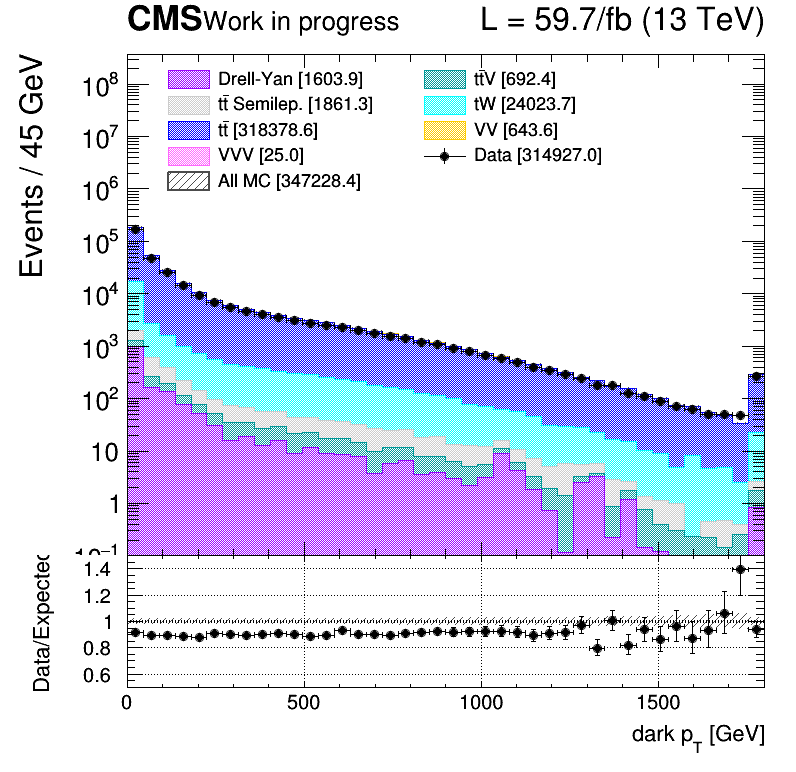 CMS Work in progress L = 59.7/fb (13 TeV)
Events / 45 GeV
Drell-Yan [1603.9] tt̄V [692.4]
tt̄ Semilep. [1861.3] tW [24023.7]
tt̄ [318378.6] VV [643.6]
VVV [25.0] Data [314927.0]
All MC [347228.4]
10⁸
10⁷
10⁶
10⁵
10⁴
10³
10²
10
1
10⁻¹
Data/Expected
1.4
1.2
1
0.8
0.6
0 500 1000 1500
dark p_T [GeV]